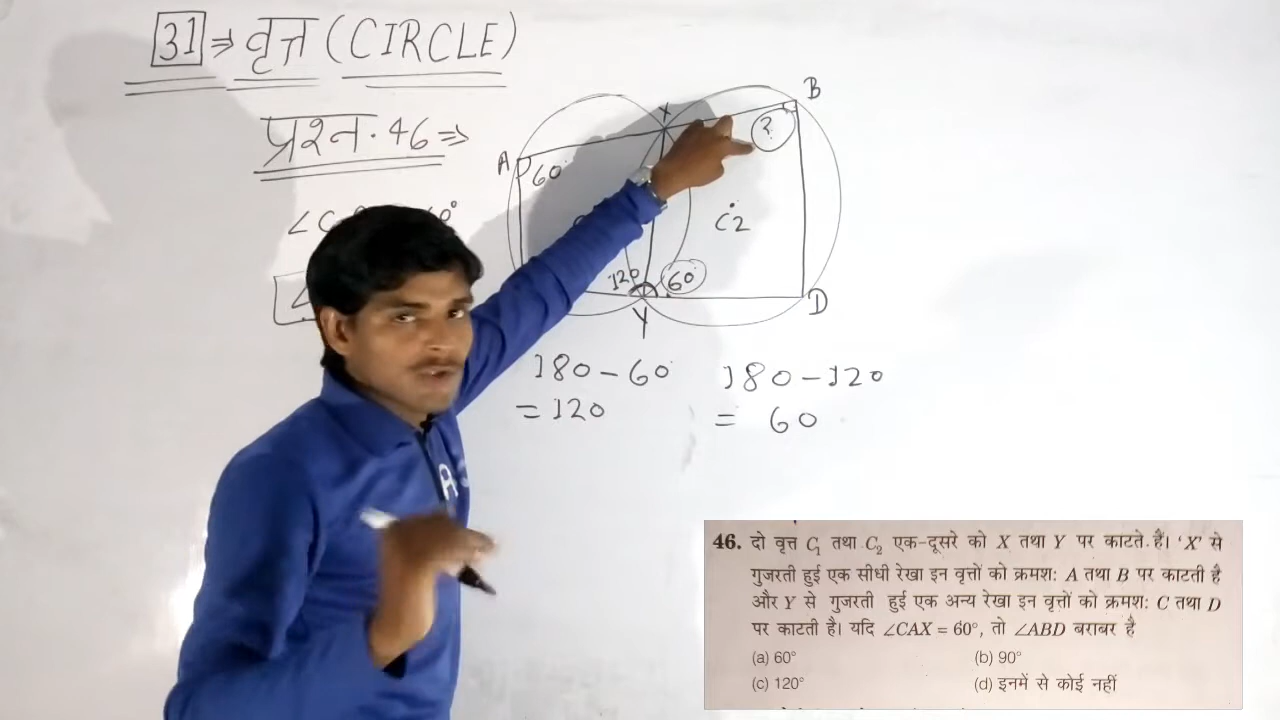 31 ⇒ वृत्त (CIRCLE)
प्रश्न. 46 ⇒
A
60°
X
B
?
C2
120
60
Y
D
180 - 60
= 120
180 - 120
= 60
A
46. दो वृत्त C₁ तथा C₂ एक-दूसरे को X तथा Y पर काटते हैं। 'X' से
गुजरती हुई एक सीधी रेखा इन वृत्तों को क्रमश: A तथा B पर काटती है
और Y से गुजरती हुई एक अन्य रेखा इन वृत्तों को क्रमश: C तथा D
पर काटती है। यदि ∠CAX = 60°, तो ∠ABD बराबर है
(a) 60° (b) 90°
(c) 120° (d) इनमें से कोई नहीं